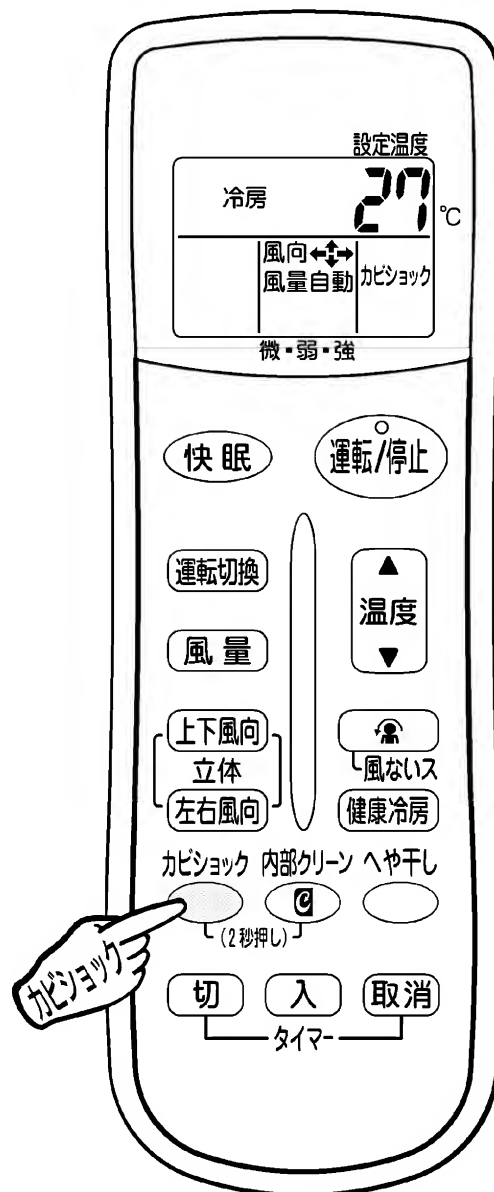 設定温度
冷房 27 ℃
風向
風量自動 カビショック
微・弱・強
快眠 運転/停止
運転切換
▲
温度
▼
風量
上下風向
立体
左右風向
風ないス
健康冷房
カビショック 内部クリーン へや干し
(2秒押し)
カビショック
切 入 取消
タイマー